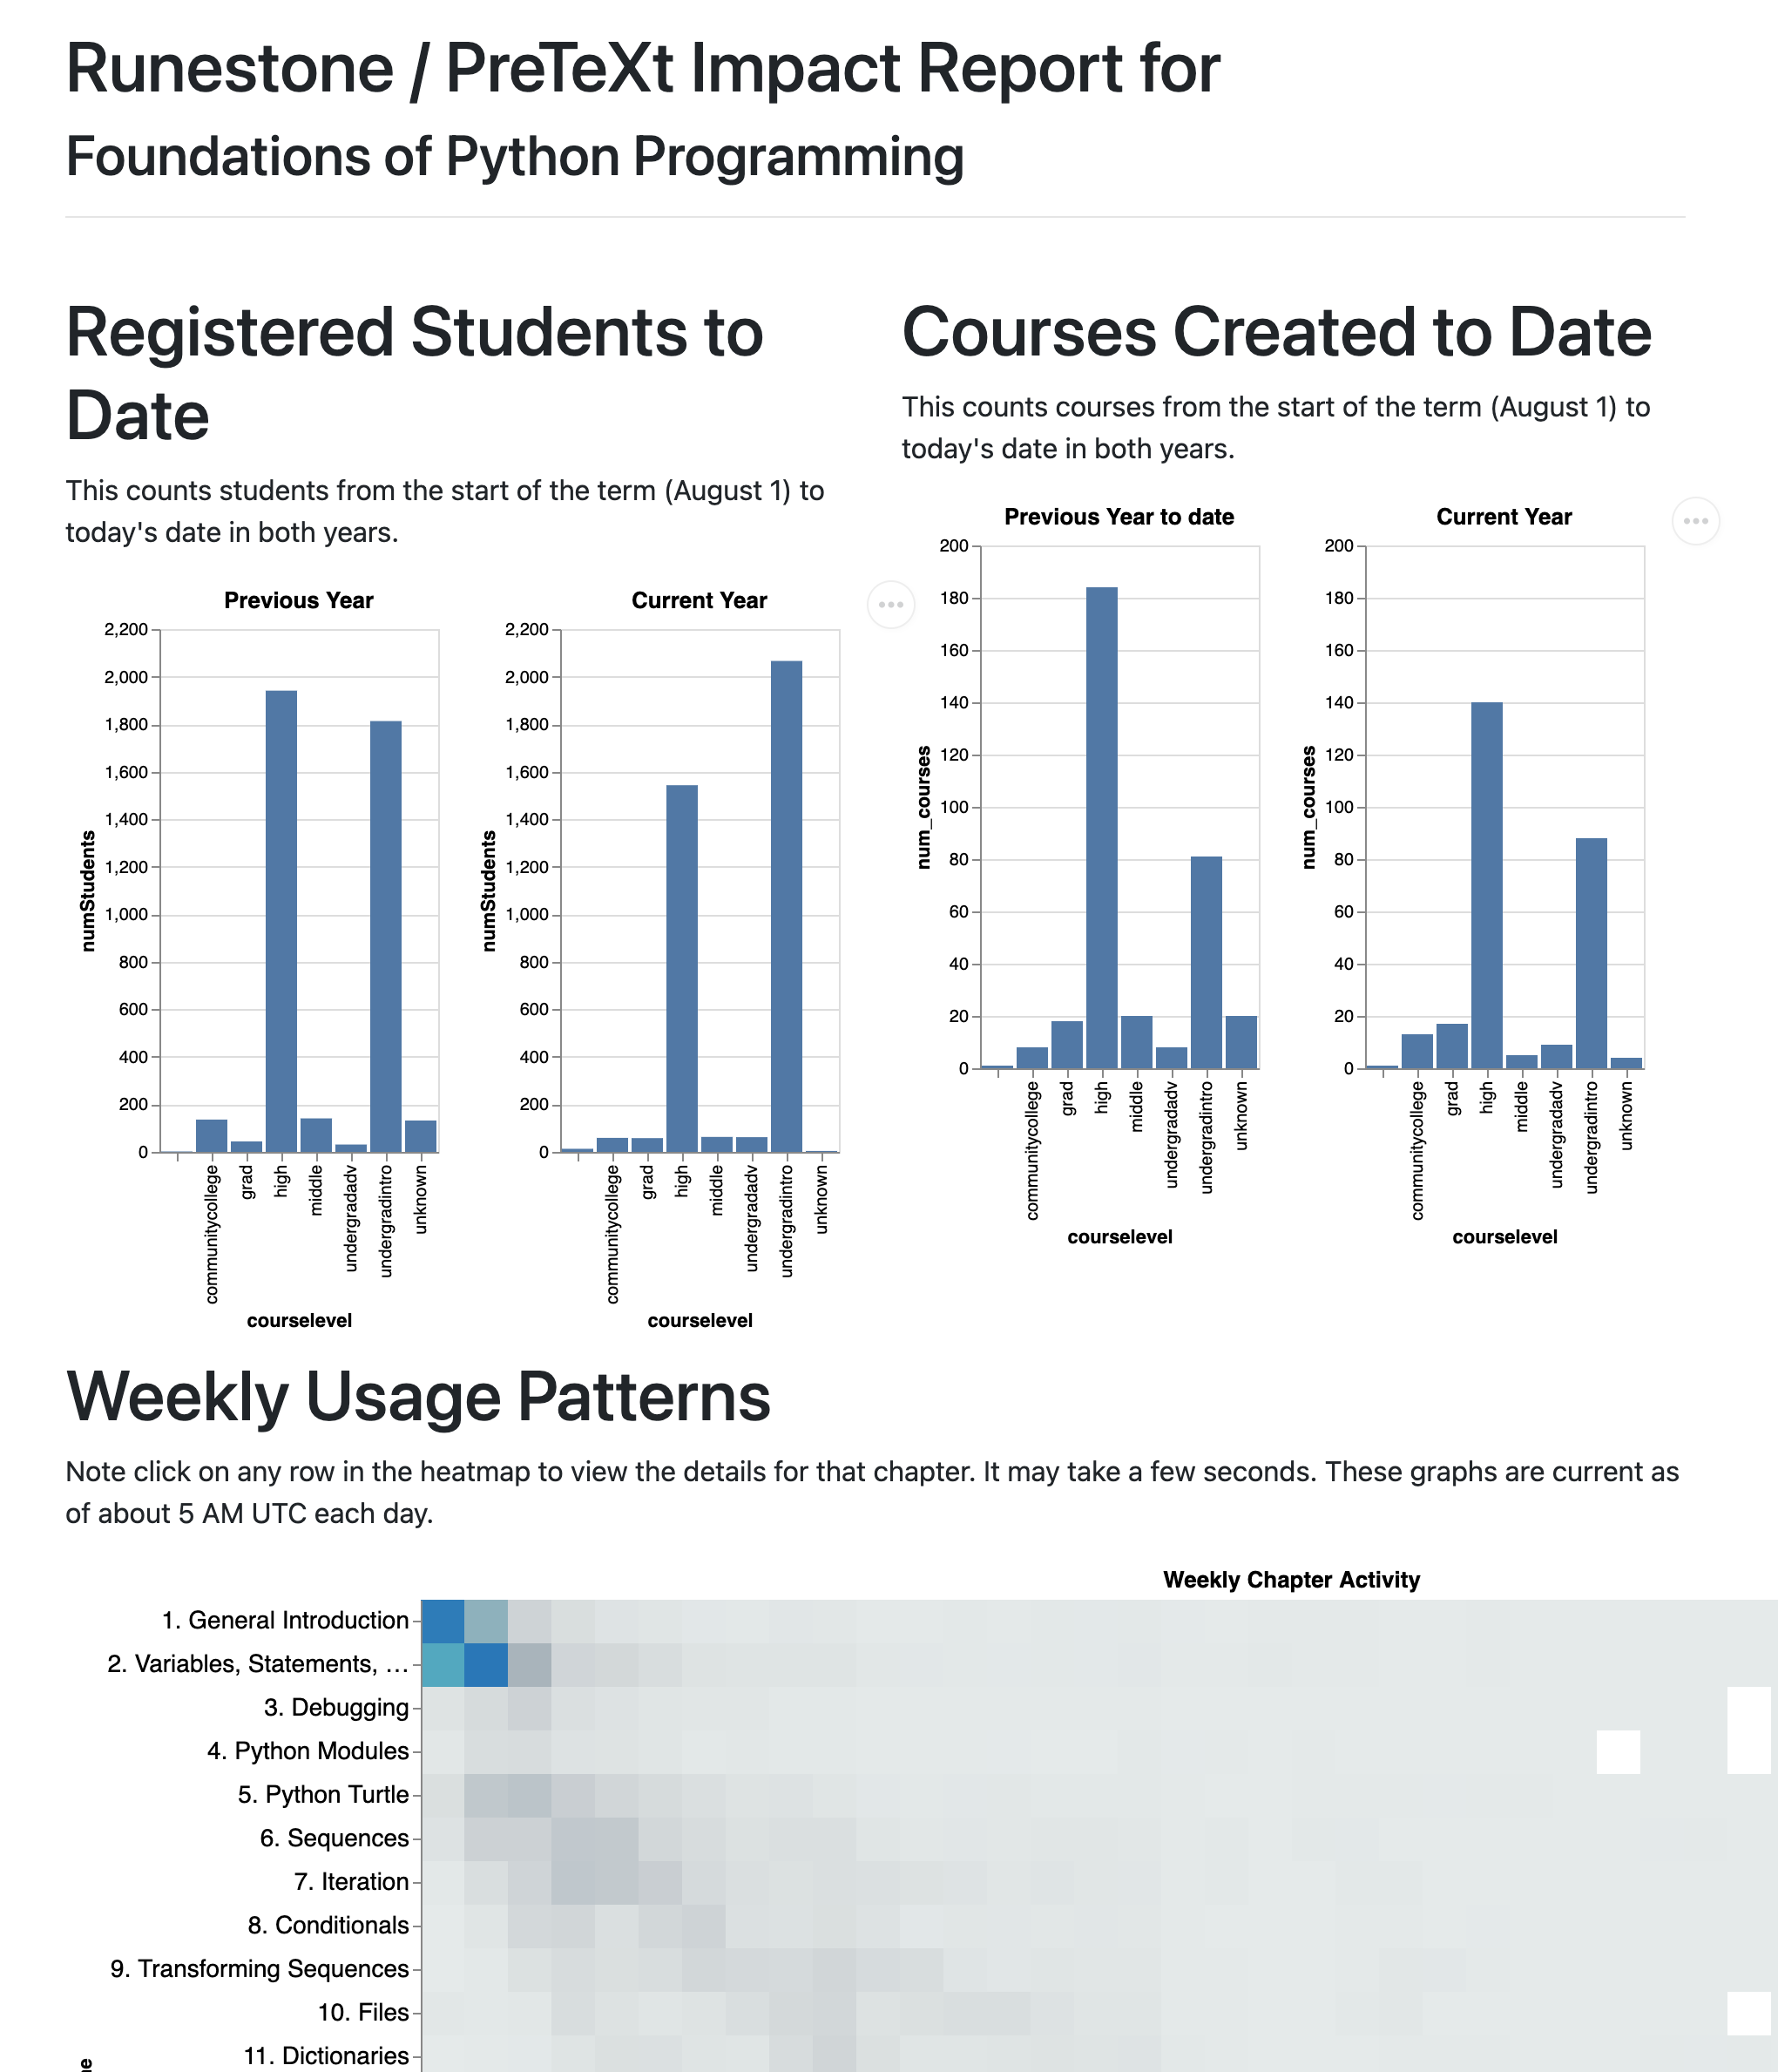 Runestone / PreTeXt Impact Report for
Foundations of Python Programming
Registered Students to
Date
This counts students from the start of the term (August 1) to
today's date in both years.
Previous Year
2,200
2,000
1,800
1,600
1,400
1,200
1,000
800
600
400
200
0
numStudents
communitycollege
grad
high
middle
undergradadv
undergradintro
unknown
courselevel
Current Year
2,200
2,000
1,800
1,600
1,400
1,200
1,000
800
600
400
200
0
numStudents
communitycollege
grad
high
middle
undergradadv
undergradintro
unknown
courselevel
Courses Created to Date
This counts courses from the start of the term (August 1) to
today's date in both years.
Previous Year to date
200
180
160
140
120
100
80
60
40
20
0
num_courses
communitycollege
grad
high
middle
undergradadv
undergradintro
unknown
courselevel
Current Year
200
180
160
140
120
100
80
60
40
20
0
num_courses
communitycollege
grad
high
middle
undergradadv
undergradintro
unknown
courselevel
Weekly Usage Patterns
Note click on any row in the heatmap to view the details for that chapter. It may take a few seconds. These graphs are current as
of about 5 AM UTC each day.
Weekly Chapter Activity
1. General Introduction
2. Variables, Statements, …
3. Debugging
4. Python Modules
5. Python Turtle
6. Sequences
7. Iteration
8. Conditionals
9. Transforming Sequences
10. Files
11. Dictionaries